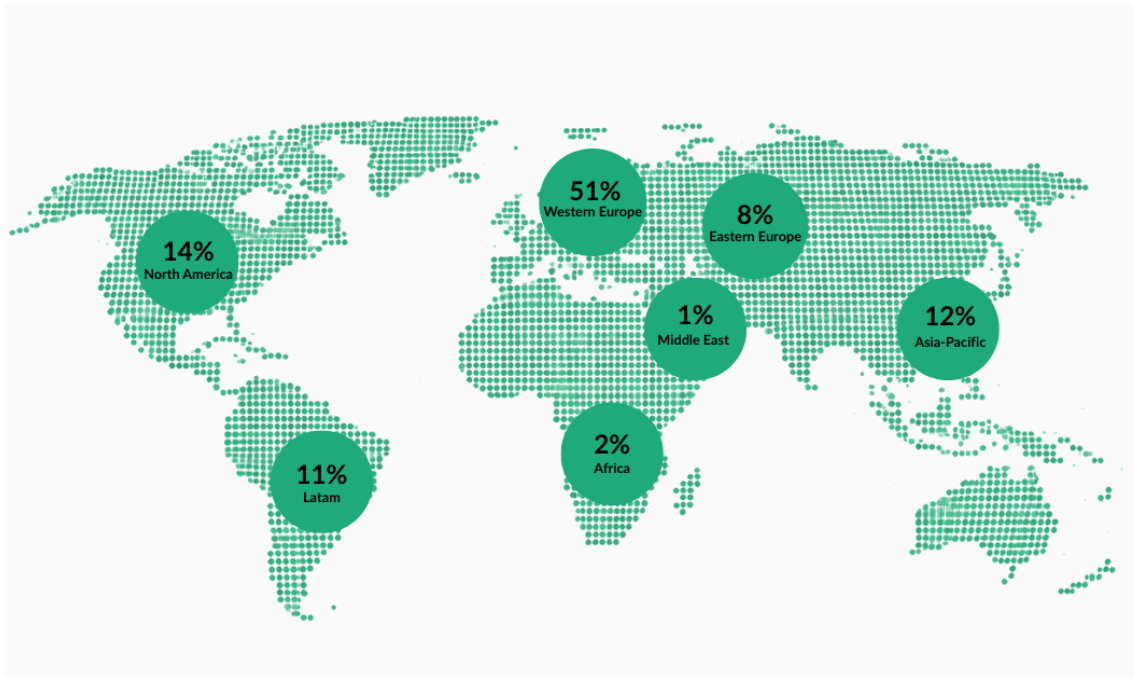 51%
Western Europe
8%
Eastern Europe
14%
North America
1%
Middle East
12%
Asia-Pacific
2%
Africa
11%
Latam